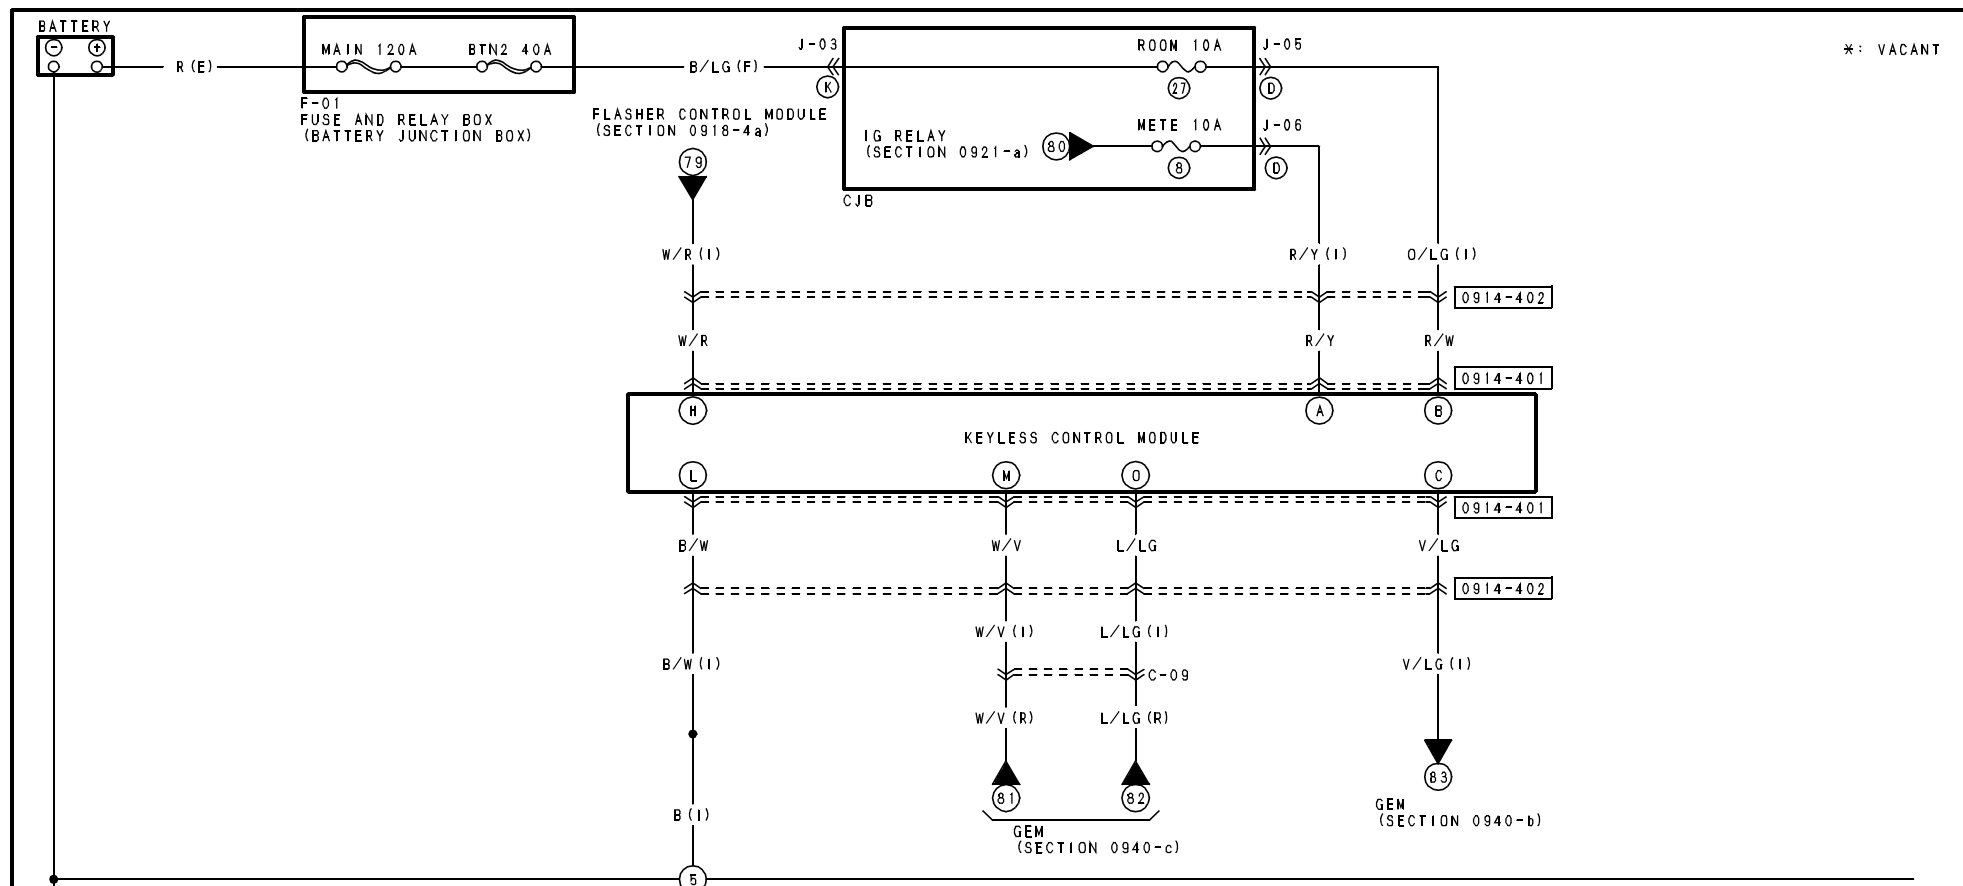 BATTERY
- +
R(E)
MAIN 120A
BTN2 40A
F-01
FUSE AND RELAY BOX
(BATTERY JUNCTION BOX)
B/LG(F)
J-03
K
ROOM 10A
27
J-05
D
*: VACANT
FLASHER CONTROL MODULE
(SECTION 0918-4a)
79
IG RELAY
(SECTION 0921-a)
80
METE 10A
8
J-06
D
CJB
W/R(I)
R/Y(I)
O/LG(I)
0914-402
W/R
R/Y
R/W
0914-401
H
A
B
KEYLESS CONTROL MODULE
L
M
O
C
0914-401
B/W
W/V
L/LG
V/LG
0914-402
W/V(I)
L/LG(I)
B/W(I)
V/LG(I)
C-09
W/V(R)
L/LG(R)
83
81
82
B(I)
GEM
(SECTION 0940-b)
GEM
(SECTION 0940-c)
5